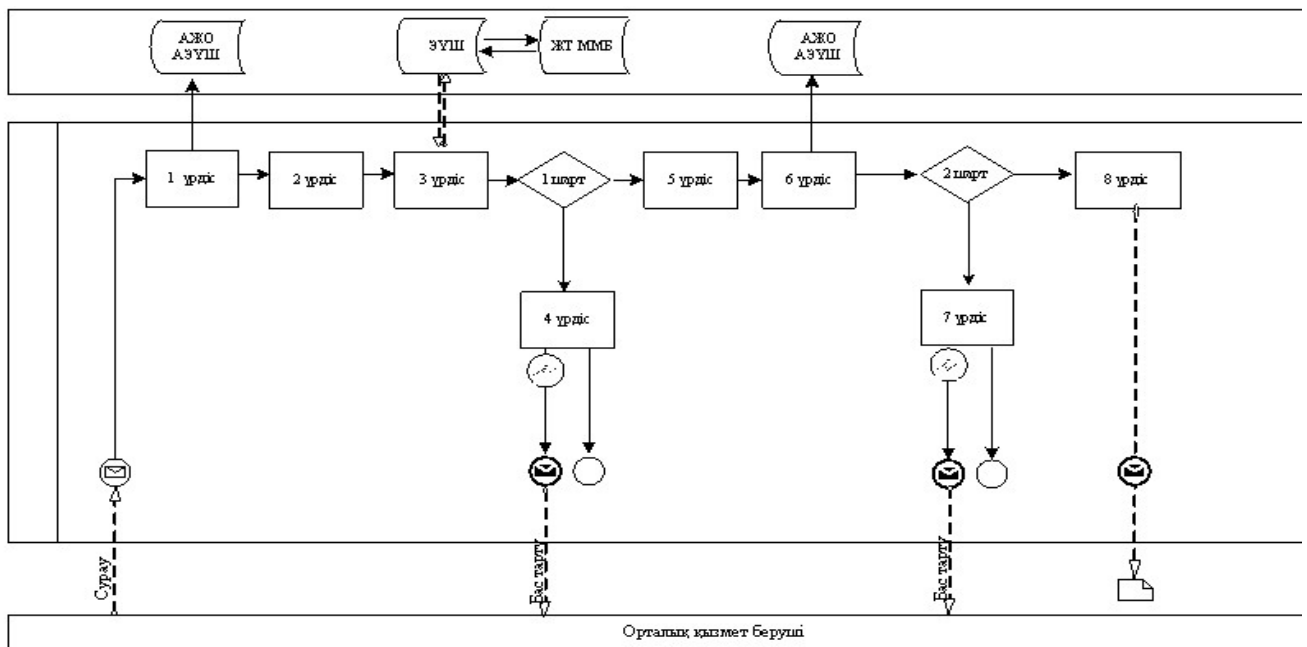 АЖО
АЭҮШ
ЭҮШ
ЖТ ММБ
АЖО
АЭҮШ
1 үрдіс
2 үрдіс
3 үрдіс
1 шарт
5 үрдіс
6 үрдіс
2 шарт
8 үрдіс
4 үрдіс
7 үрдіс
Сұрау
Бас тарту
Бас тарту
Орталық қызмет беруші